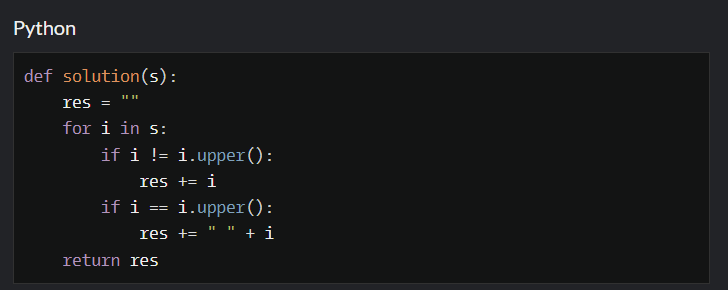 Python
def solution(s):
    res = ""
    for i in s:
        if i != i.upper():
            res += i
        if i == i.upper():
            res += " " + i
    return res